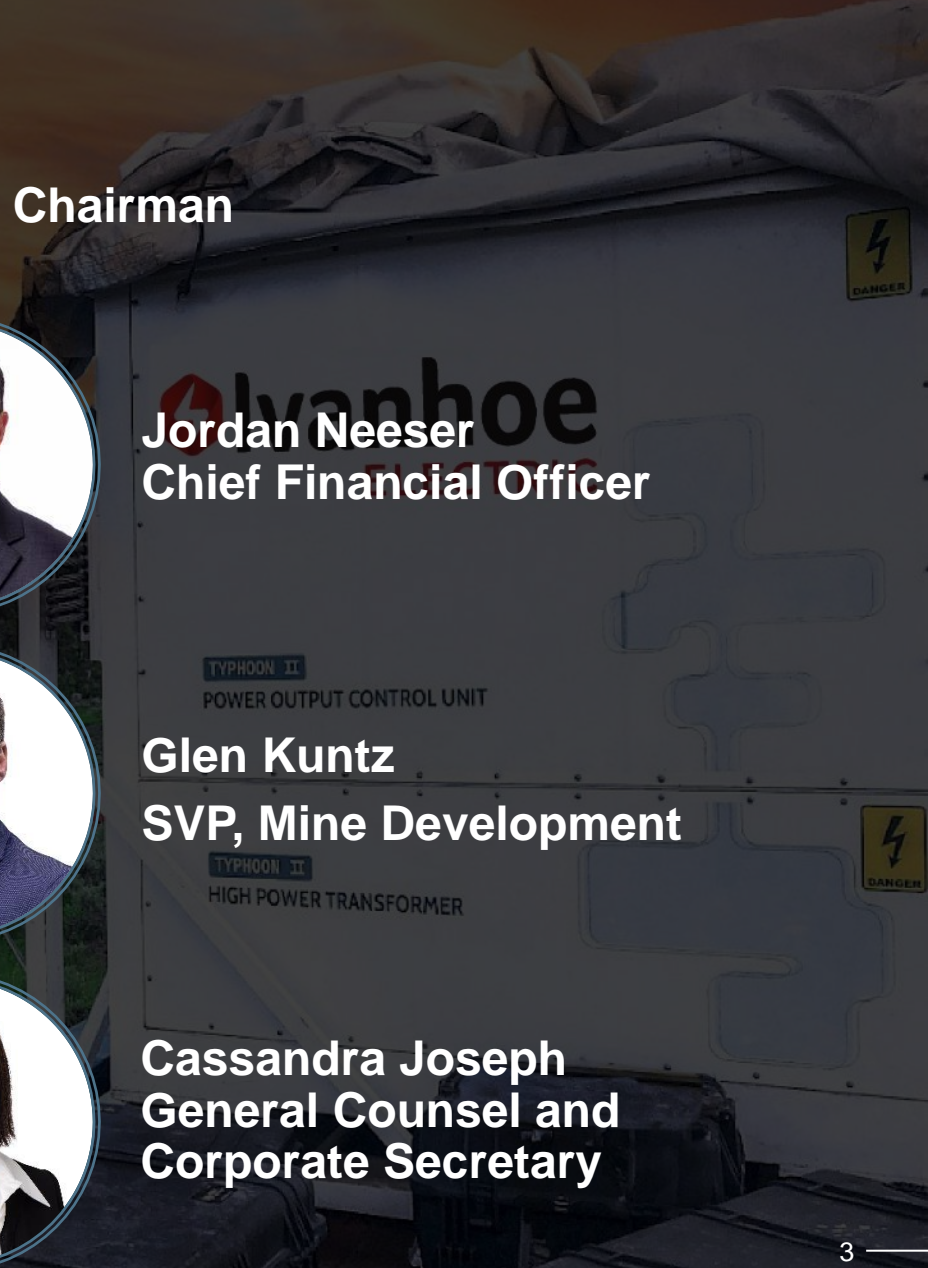 Chairman
DANGER
Ivanhoe
ELECTRIC
Jordan Neeser
Chief Financial Officer
TYPHOON II
POWER OUTPUT CONTROL UNIT
Glen Kuntz
SVP, Mine Development
TYPHOON II
HIGH POWER TRANSFORMER
DANGER
Cassandra Joseph
General Counsel and
Corporate Secretary
3